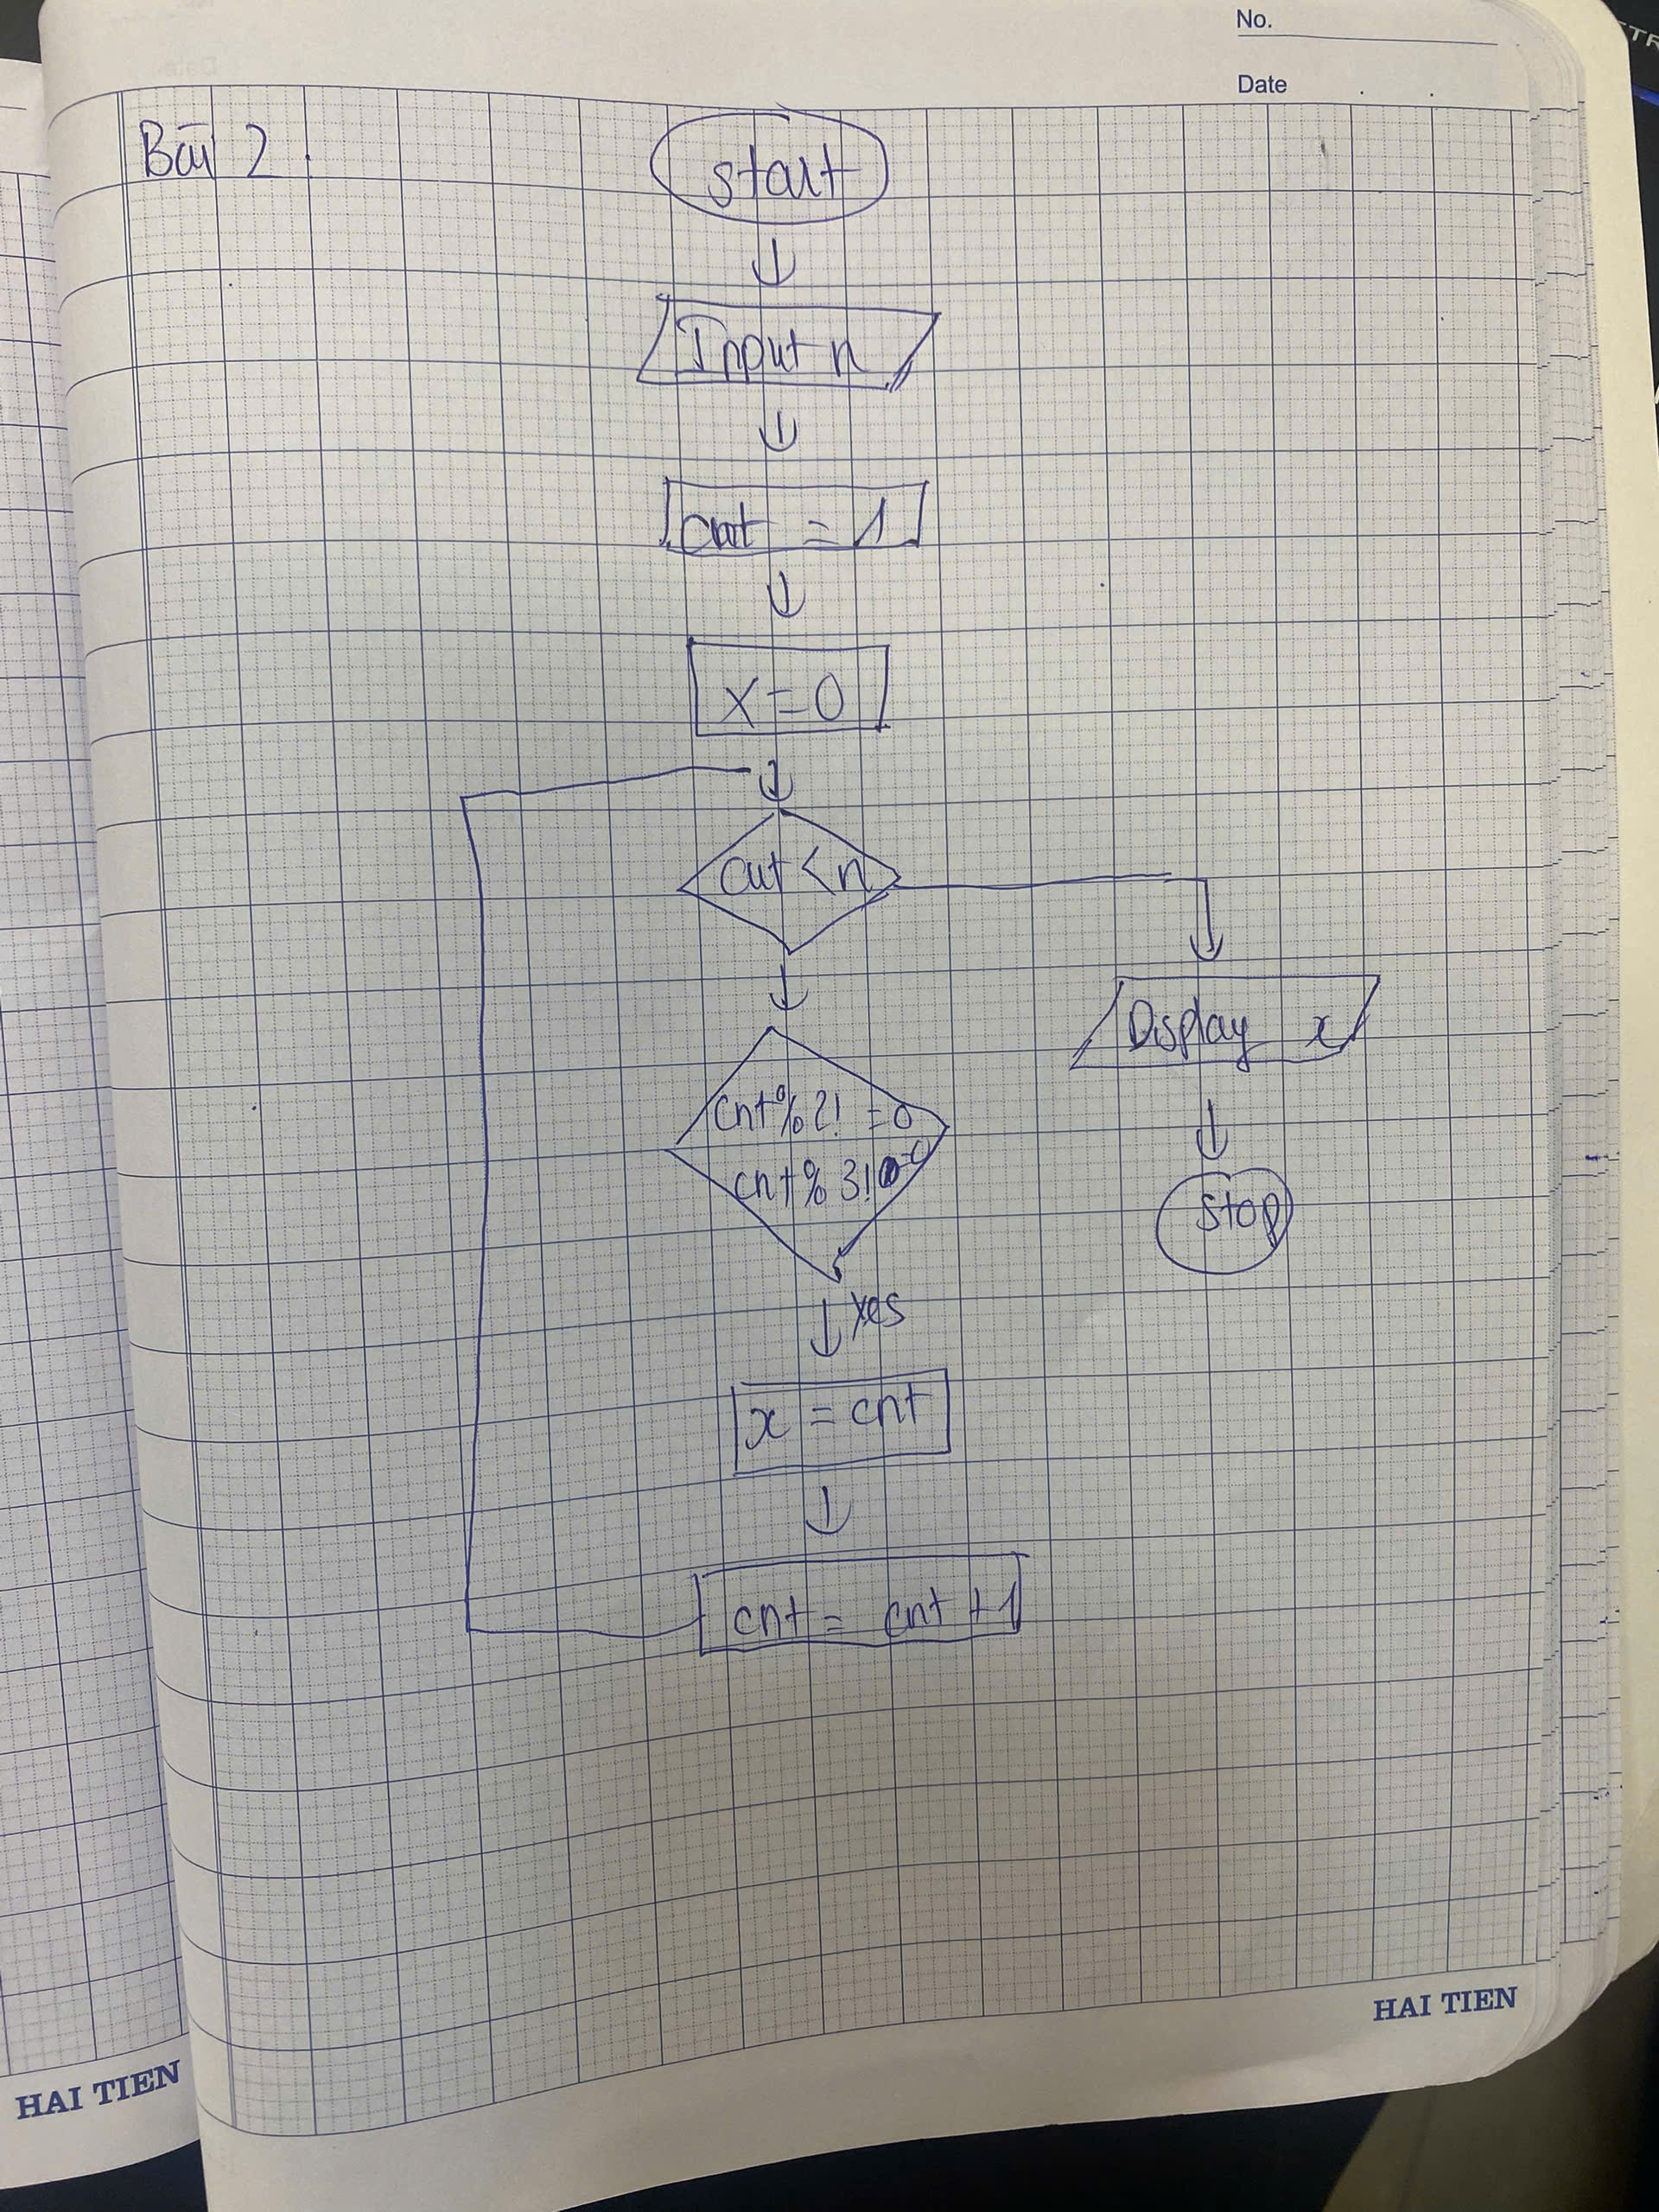 No.
Date
Bài 2.
start
Input n
cnt = 1
x=0
cnt < n
Display x
cnt % 2! = 0
cnt % 3! = 0
stop
Yes
x = cnt
cnt = cnt + 1
HAI TIEN
HAI TIEN